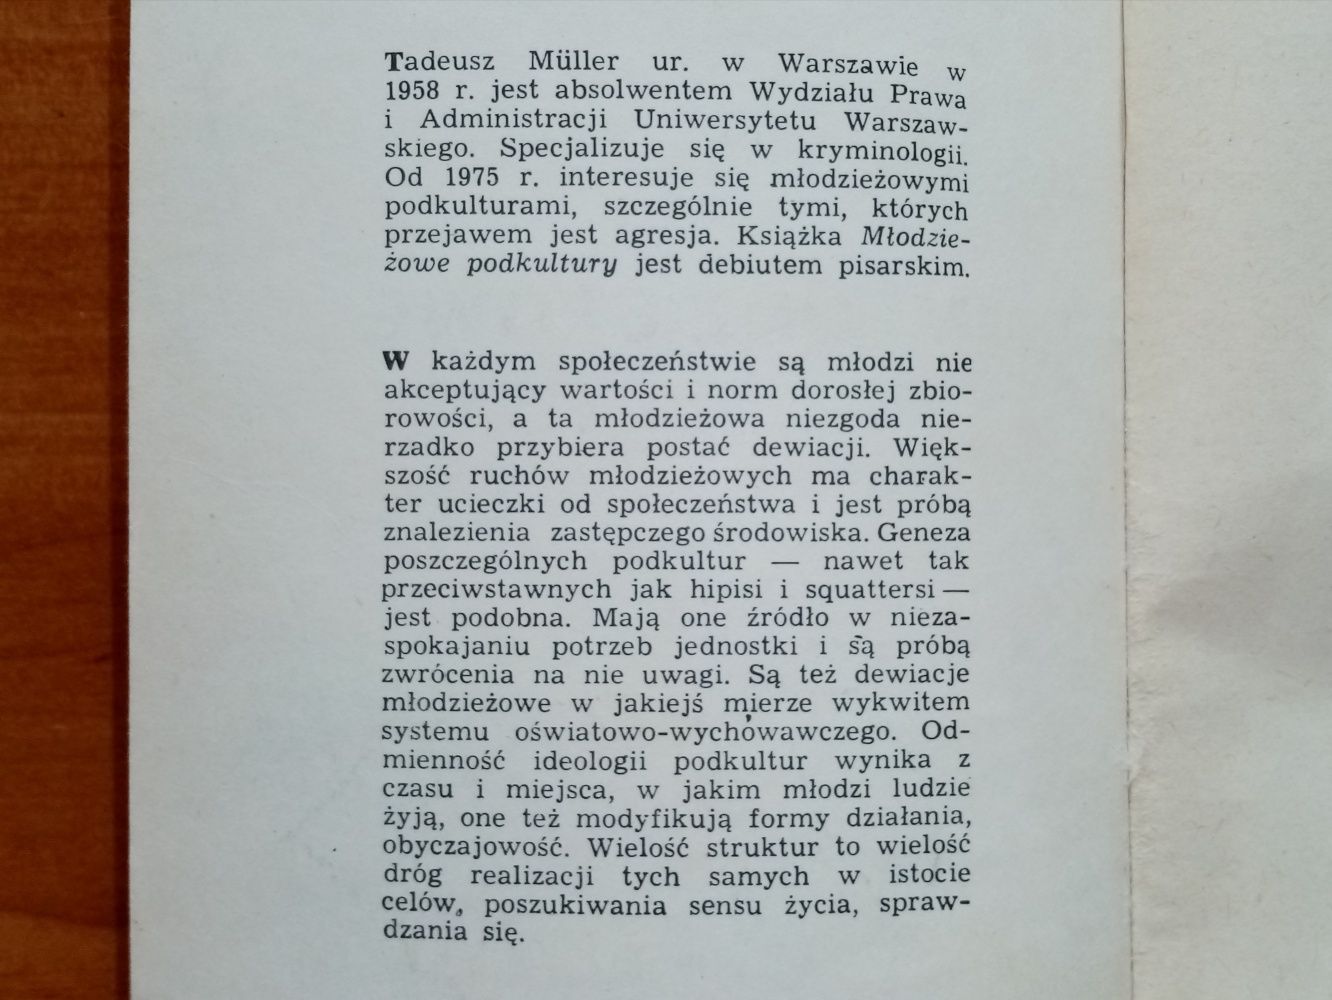 Tadeusz Müller ur. w Warszawie w
1958 r. jest absolwentem Wydziału Prawa
i Administracji Uniwersytetu Warszaw-
skiego. Specjalizuje się w kryminologii.
Od 1975 r. interesuje się młodzieżowymi
podkulturami, szczególnie tymi, których
przejawem jest agresja. Książka Młodzie-
żowe podkultury jest debiutem pisarskim.
W każdym społeczeństwie są młodzi nie
akceptujący wartości i norm dorosłej zbio-
rowości, a ta młodzieżowa niezgoda nie-
rzadko przybiera postać dewiacji. Więk-
szość ruchów młodzieżowych ma charak-
ter ucieczki od społeczeństwa i jest próbą
znalezienia zastępczego środowiska. Geneza
poszczególnych podkultur — nawet tak
przeciwstawnych jak hipisi i squattersi —
jest podobna. Mają one źródło w nieza-
spokajaniu potrzeb jednostki i są próbą
zwrócenia na nie uwagi. Są też dewiacje
młodzieżowe w jakiejś mierze wykwitem
systemu oświatowo-wychowawczego. Od-
mienność ideologii podkultur wynika z
czasu i miejsca, w jakim młodzi ludzie
żyją, one też modyfikują formy działania,
obyczajowość. Wielość struktur to wielość
dróg realizacji tych samych w istocie
celów, poszukiwania sensu życia, spraw-
dzania się.